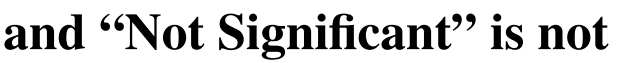 and “Not Significant” is not